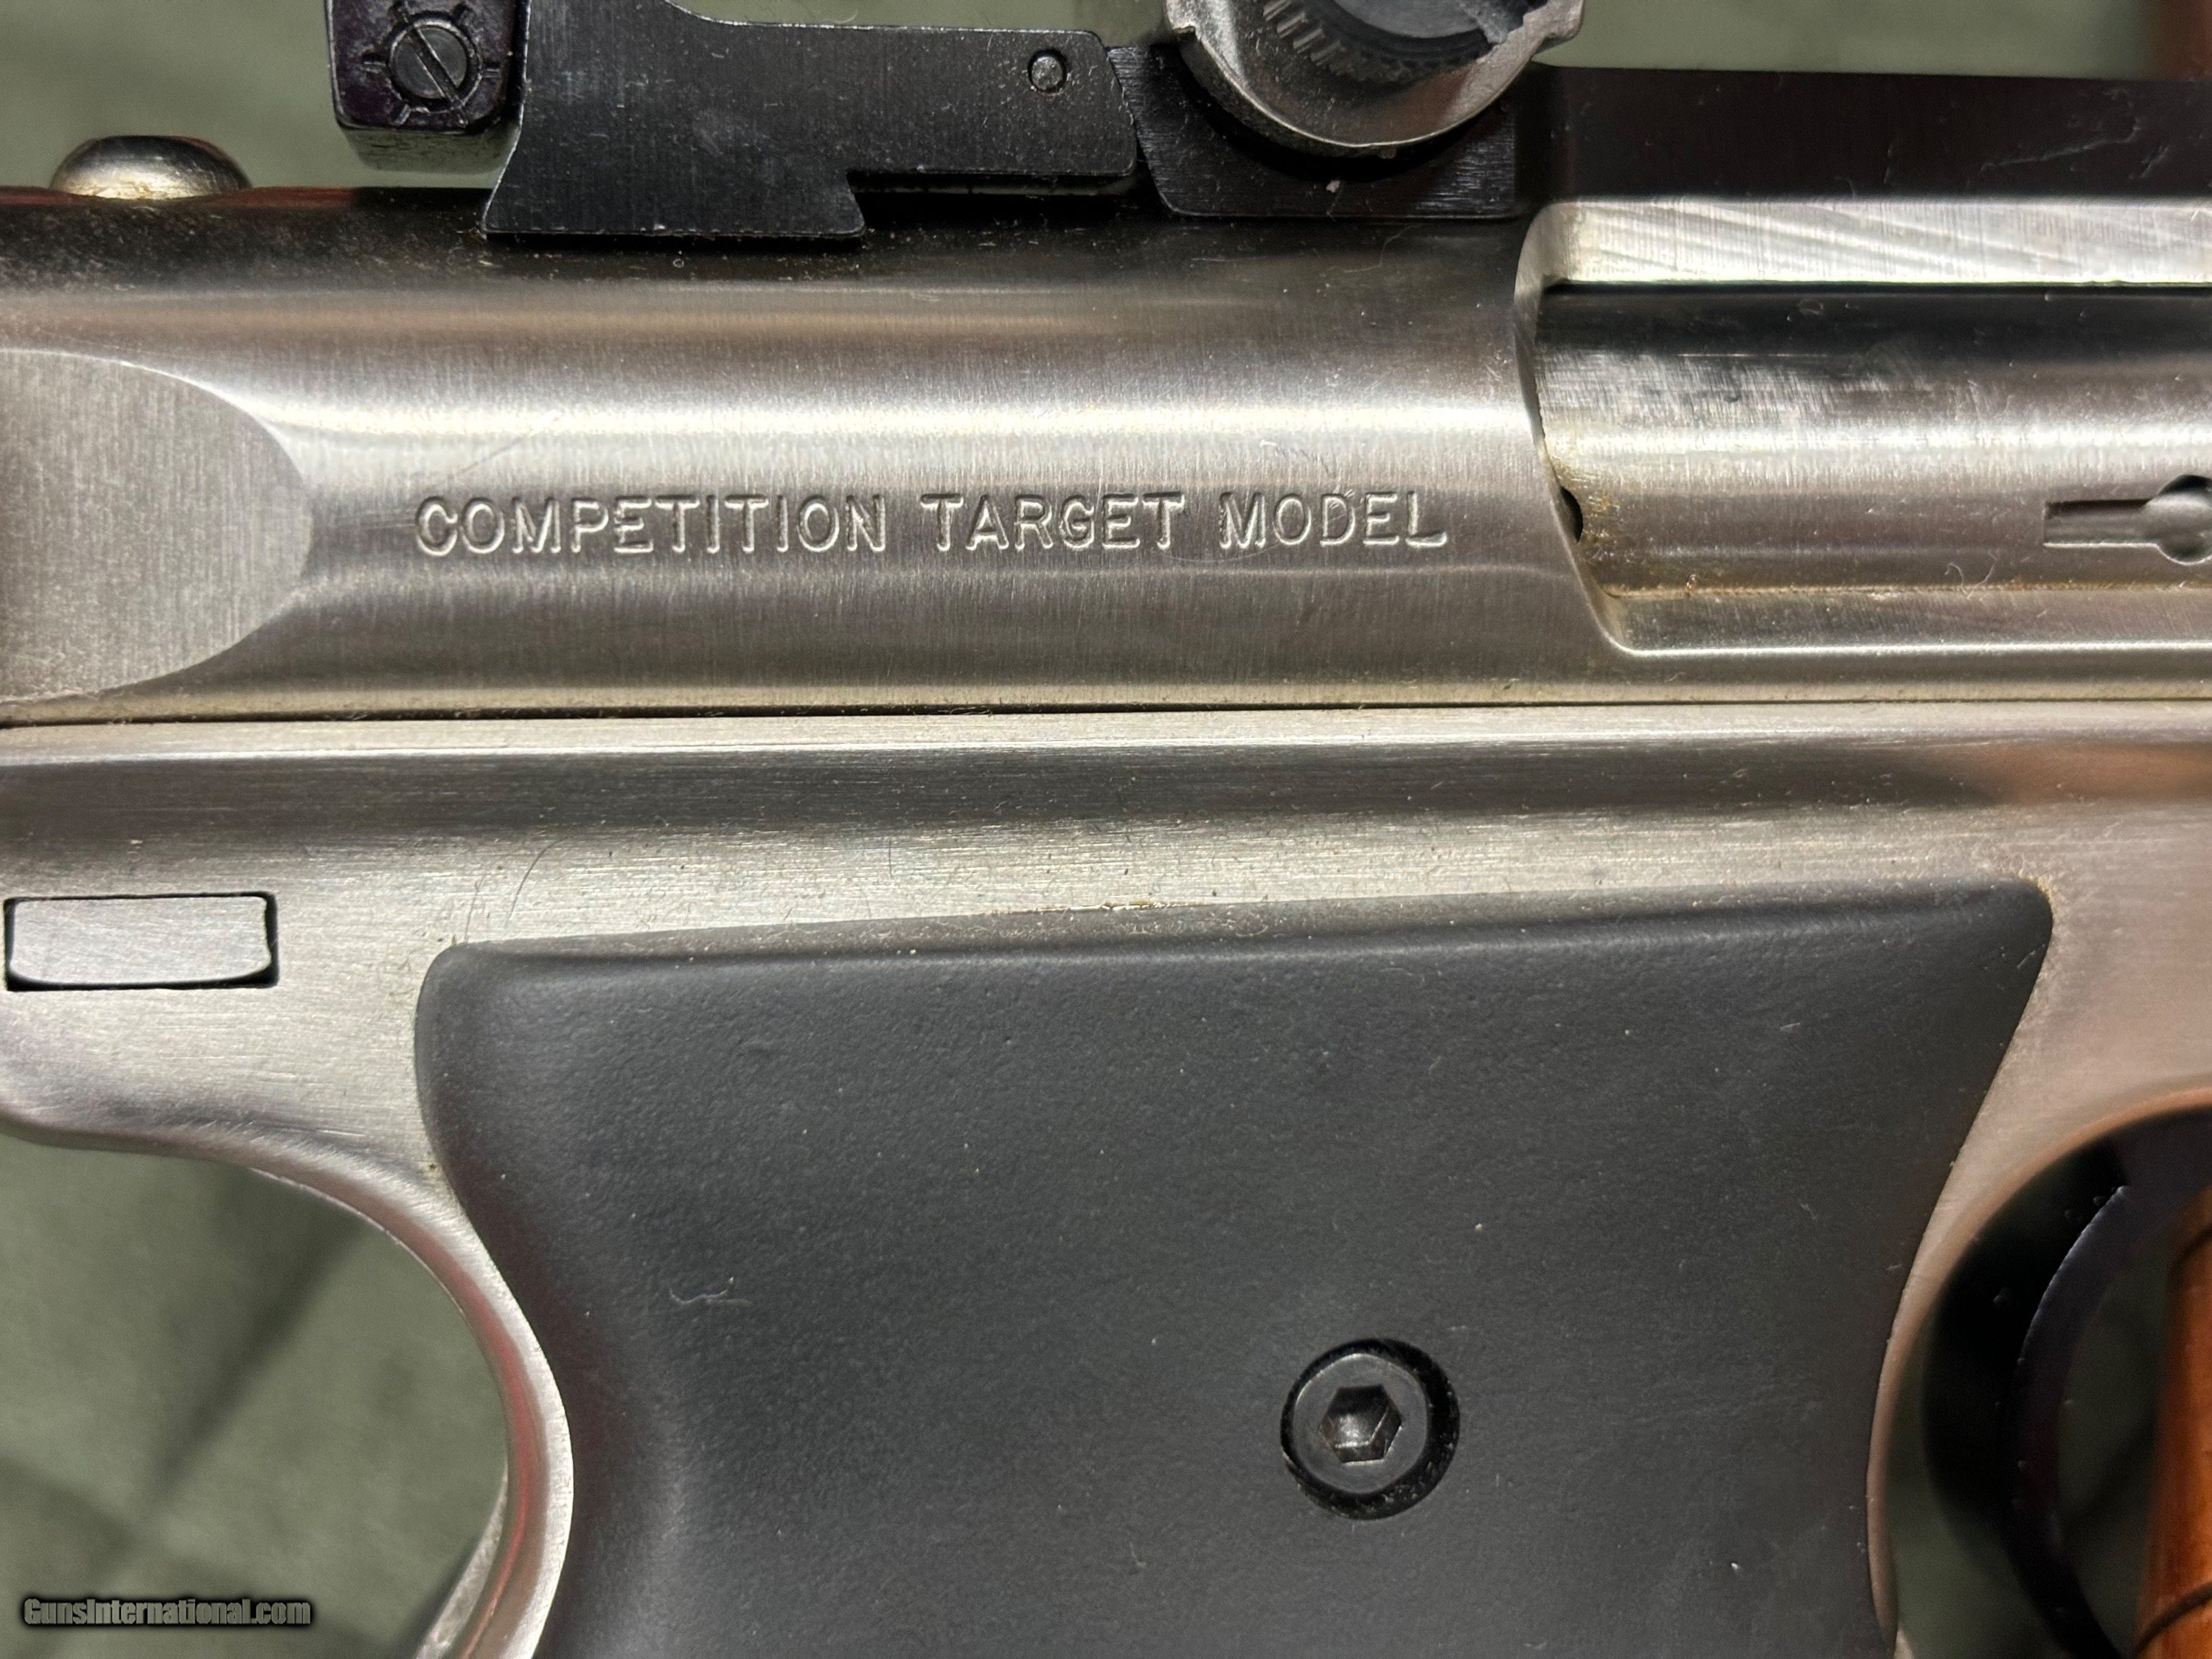 COMPETITION TARGET MODEL
GunsInternational.com